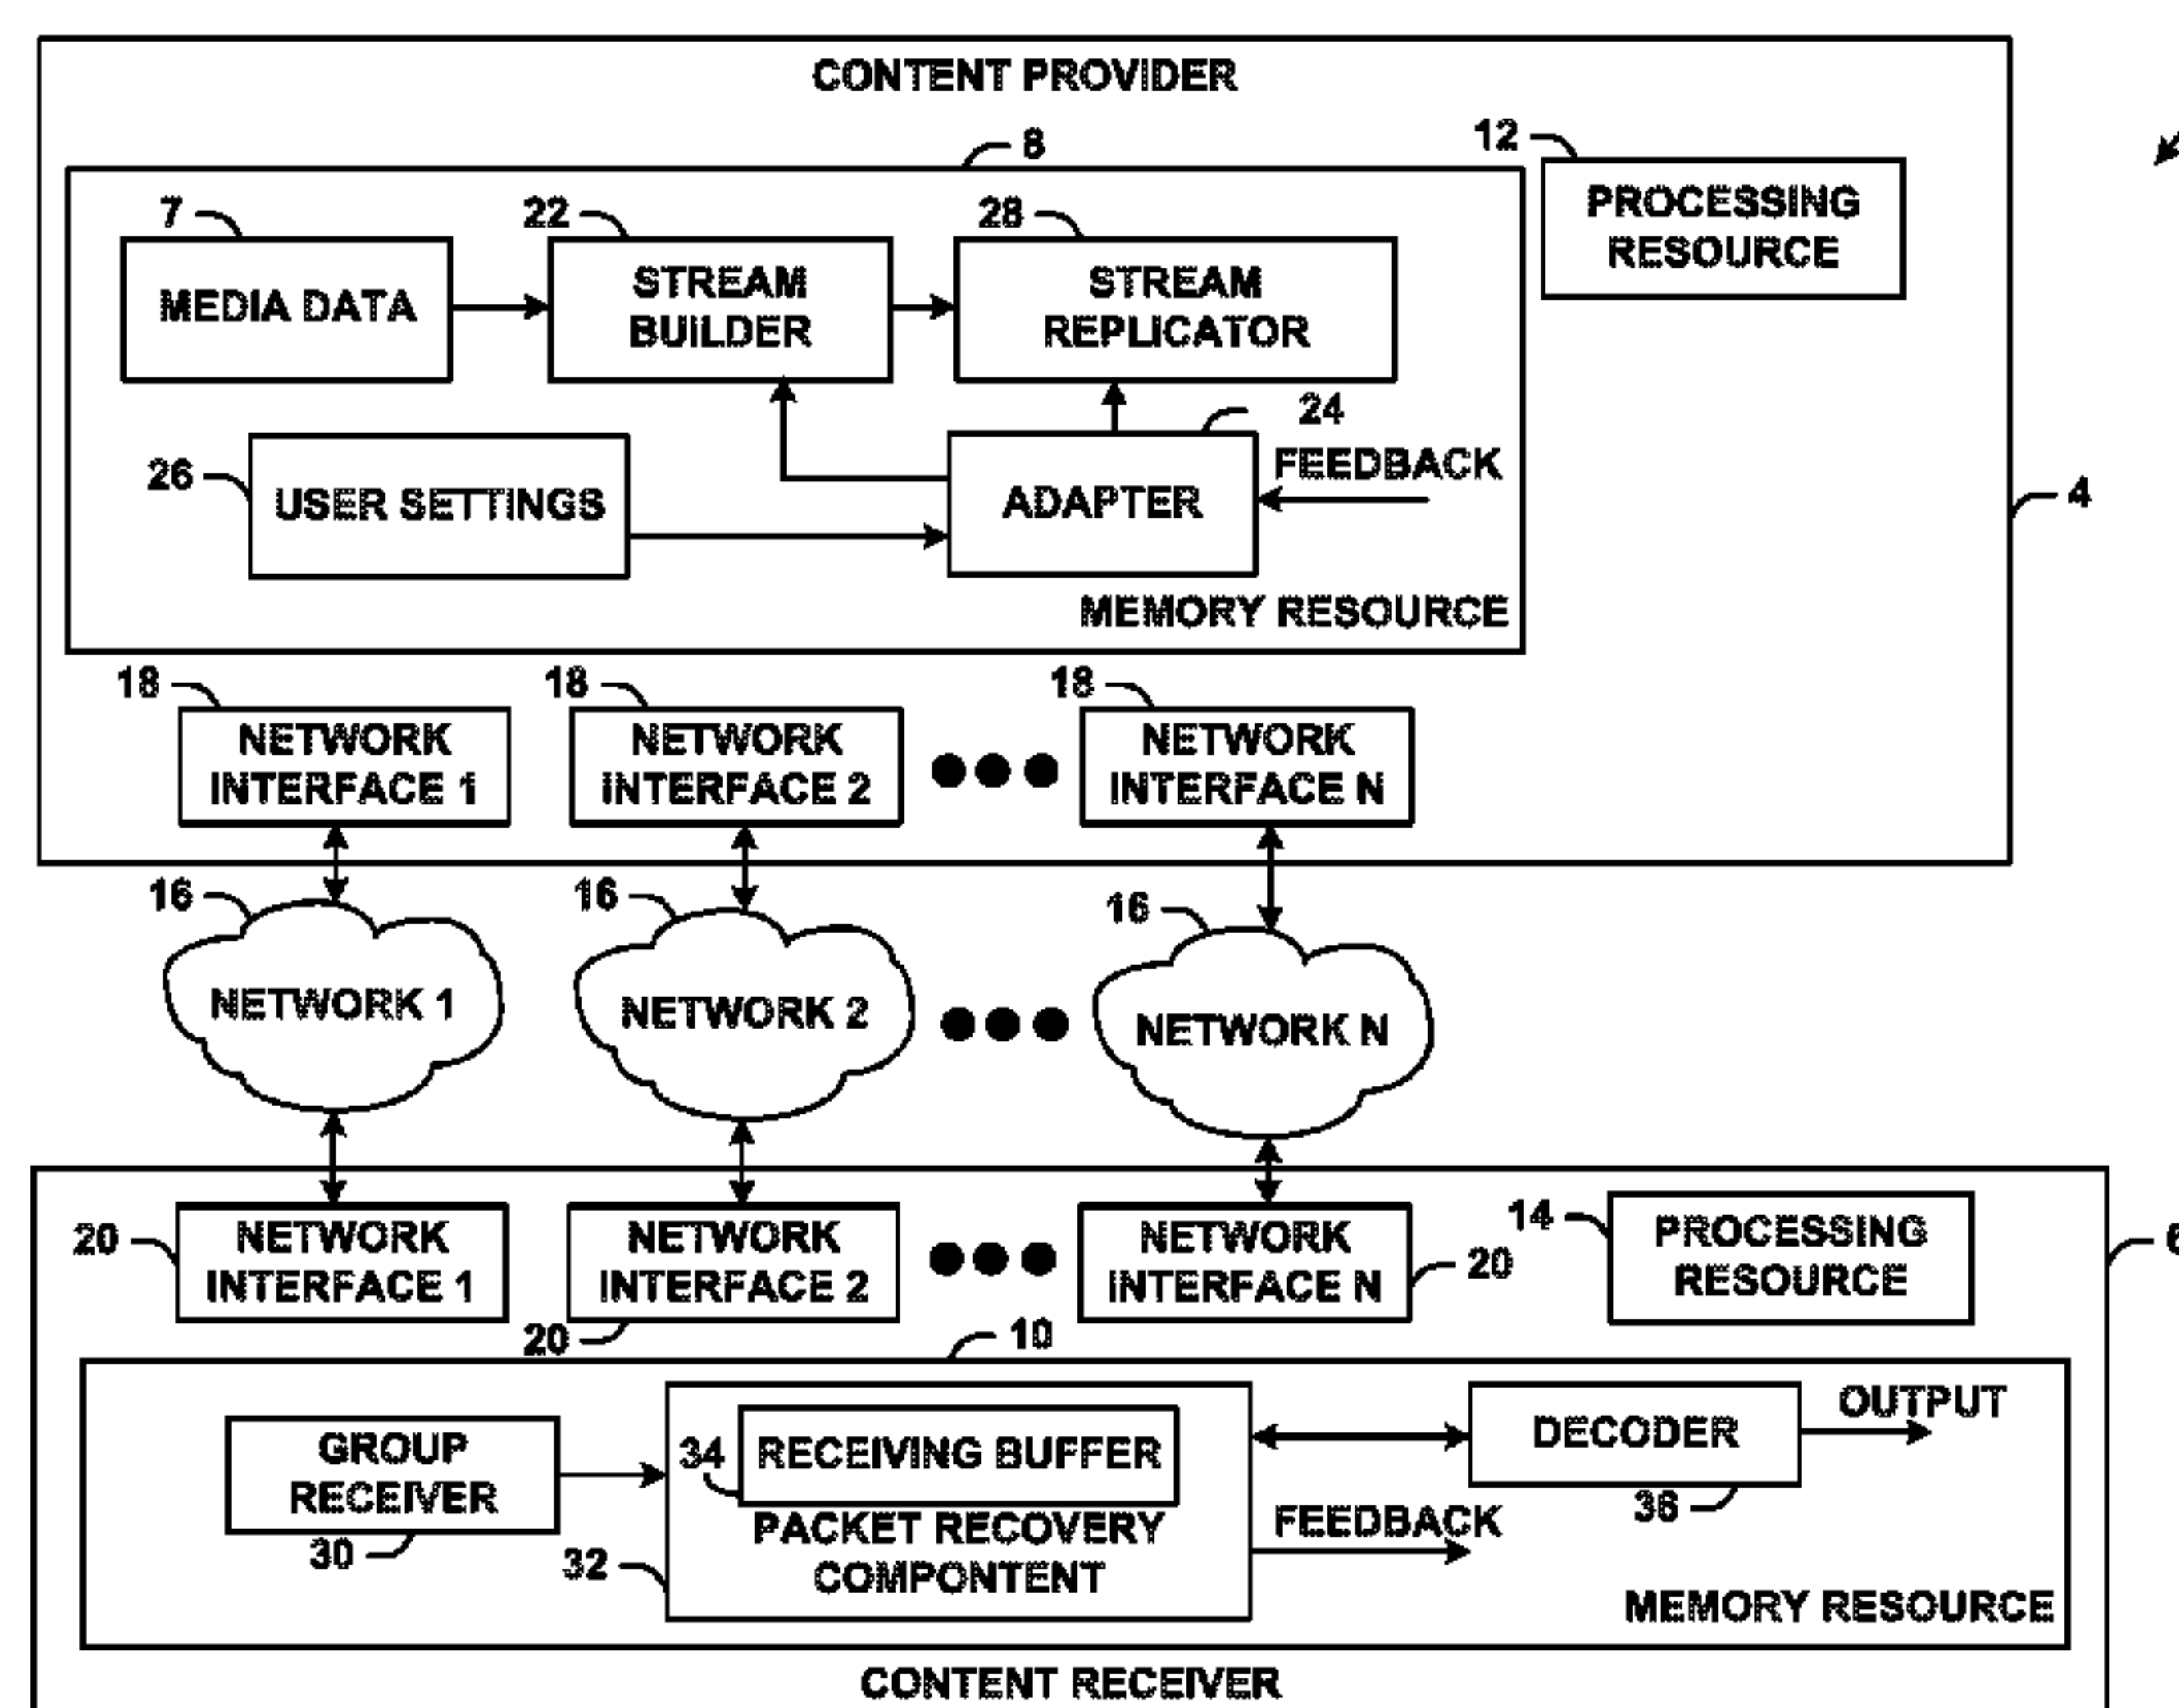 CONTENT PROVIDER
8
12
PROCESSING
RESOURCE
7
22
28
MEDIA DATA
STREAM
BUILDER
STREAM
REPLICATOR
24
26
USER SETTINGS
ADAPTER
FEEDBACK
4
MEMORY RESOURCE
18
18
18
NETWORK
INTERFACE 1
NETWORK
INTERFACE 2
NETWORK
INTERFACE N
16
16
16
NETWORK 1
NETWORK 2
NETWORK N
20
NETWORK
INTERFACE 1
20
NETWORK
INTERFACE 2
NETWORK
INTERFACE N
20
14
PROCESSING
RESOURCE
6
10
GROUP
RECEIVER
30
34
RECEIVING BUFFER
PACKET RECOVERY
COMPONTENT
32
DECODER
36
OUTPUT
FEEDBACK
MEMORY RESOURCE
CONTENT RECEIVER